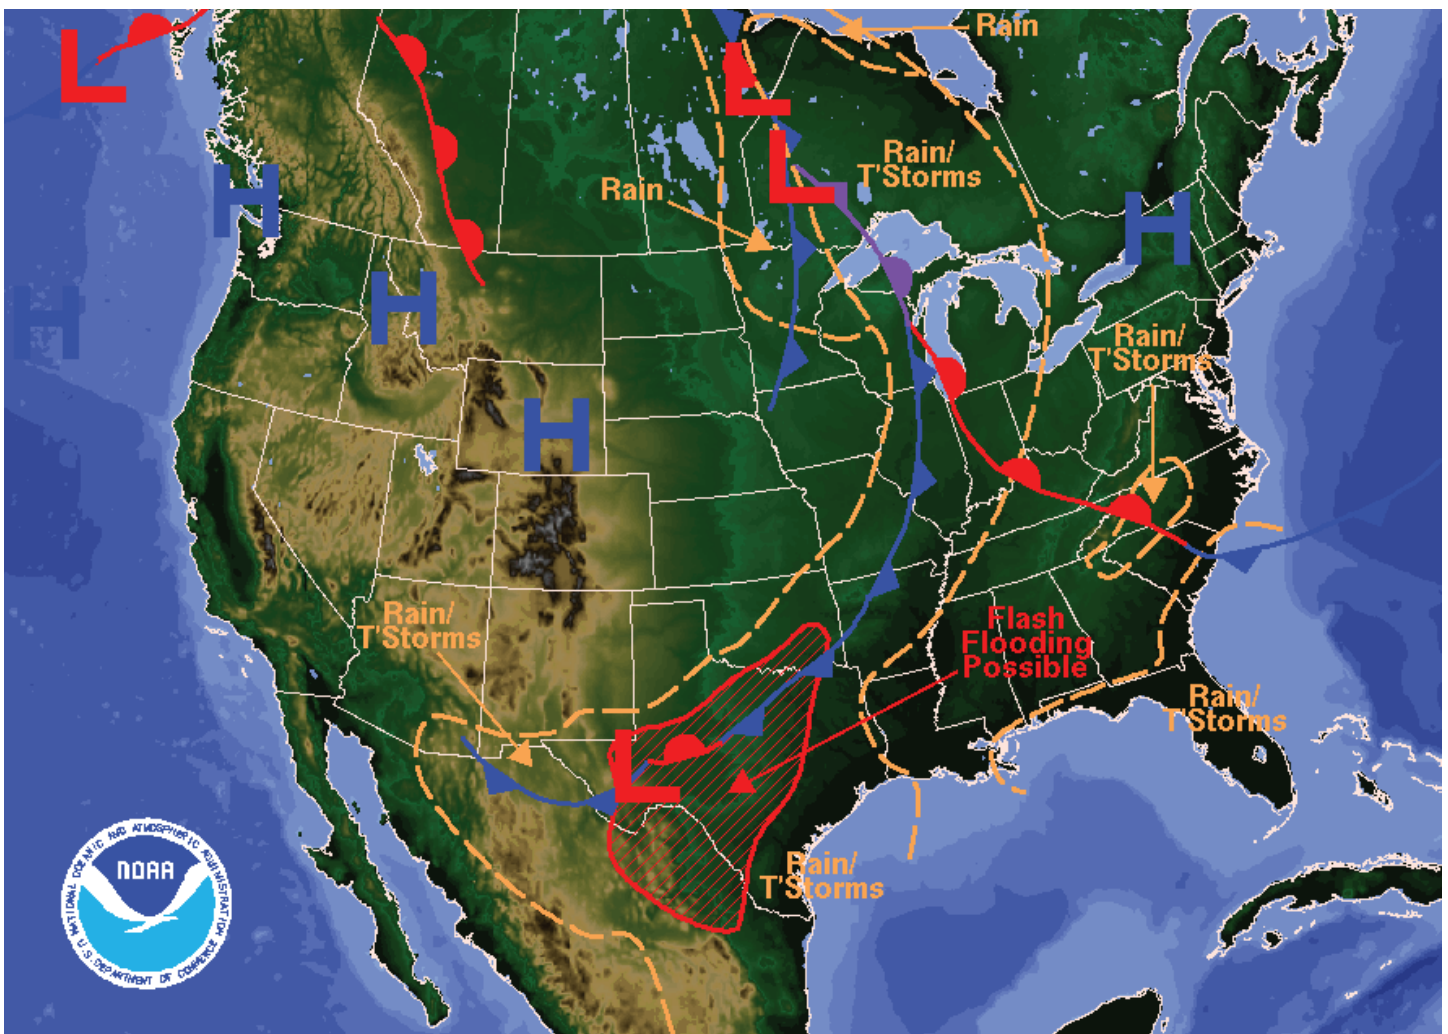 Rain
L
L
Rain/
T'Storms
L
Rain
H
H
H
H
Rain/
T'Storms
H
Rain/
T'Storms
Flash
Flooding
Possible
Rain/
T'Storms
L
Rain/
T'Storms
NOAA
NATIONAL OCEANIC AND ATMOSPHERIC ADMINISTRATION
U.S. DEPARTMENT OF COMMERCE